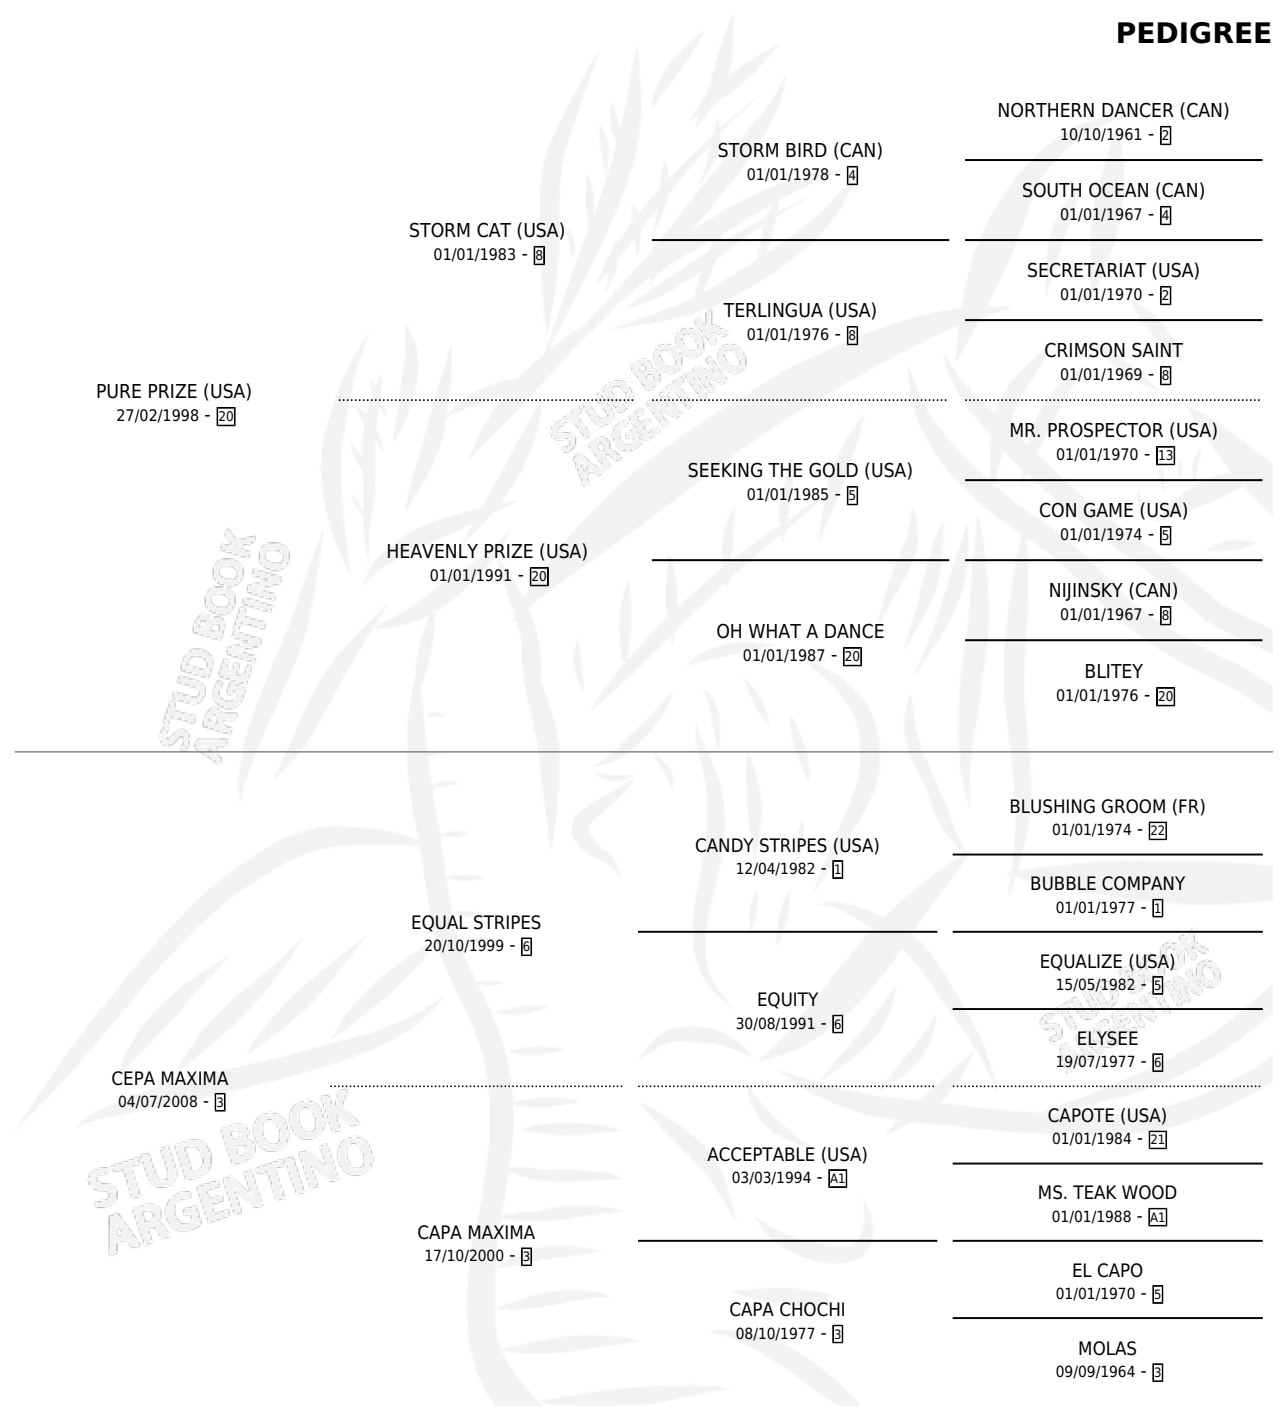 PEDIGREE
NORTHERN DANCER (CAN)
10/10/1961 - 2
STORM BIRD (CAN)
01/01/1978 - 4
SOUTH OCEAN (CAN)
01/01/1967 - 4
STORM CAT (USA)
01/01/1983 - 8
SECRETARIAT (USA)
01/01/1970 - 2
TERLINGUA (USA)
01/01/1976 - 8
CRIMSON SAINT
01/01/1969 - 8
PURE PRIZE (USA)
27/02/1998 - 20
MR. PROSPECTOR (USA)
01/01/1970 - 13
SEEKING THE GOLD (USA)
01/01/1985 - 5
CON GAME (USA)
01/01/1974 - 5
HEAVENLY PRIZE (USA)
01/01/1991 - 20
NIJINSKY (CAN)
01/01/1967 - 8
OH WHAT A DANCE
01/01/1987 - 20
BLITEY
01/01/1976 - 20
BLUSHING GROOM (FR)
01/01/1974 - 22
CANDY STRIPES (USA)
12/04/1982 - 1
BUBBLE COMPANY
01/01/1977 - 1
EQUAL STRIPES
20/10/1999 - 6
EQUALIZE (USA)
15/05/1982 - 5
EQUITY
30/08/1991 - 6
ELYSEE
19/07/1977 - 6
CEPA MAXIMA
04/07/2008 - 3
CAPOTE (USA)
01/01/1984 - 21
ACCEPTABLE (USA)
03/03/1994 - A1
MS. TEAK WOOD
01/01/1988 - A1
CAPA MAXIMA
17/10/2000 - 3
EL CAPO
01/01/1970 - 5
CAPA CHOCHI
08/10/1977 - 3
MOLAS
09/09/1964 - 3
STUD BOOK
ARGENTINO
STUD BOOK
ARGENTINO
STUD BOOK
ARGENTINO
STUD BOOK
ARGENTINO